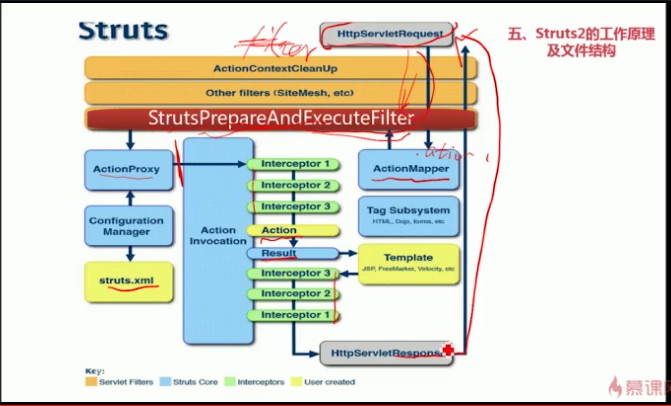 Struts
HttpServletRequest
五、Struts2的工作原理
及文件结构
filter
ActionContextCleanUp
Other filters (SiteMesh, etc)
StrutsPrepareAndExecuteFilter
ActionProxy
Interceptor 1
ActionMapper
.action
Interceptor 2
Interceptor 3
Configuration
Manager
Action
Invocation
Tag Subsystem
HTML, Dojo, forms, etc
Action
Result
Template
JSP, FreeMarker, Velocity, etc
struts.xml
Interceptor 3
Interceptor 2
Interceptor 1
HttpServletRespons
Key:
Servlet Filters
Struts Core
Interceptors
User created
慕课